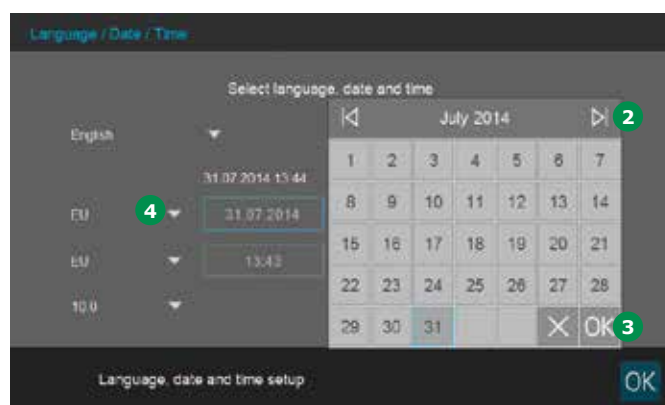 Language / Date / Time
Select language, date and time
July 2014
2
English
1 2 3 4 5 6 7
31.07.2014 13:44
8 9 10 11 12 13 14
EU
4
31.07.2014
15 16 17 18 19 20 21
EU
13:43
22 23 24 25 26 27 28
10.0
29 30 31
OK
3
Language, date and time setup
OK